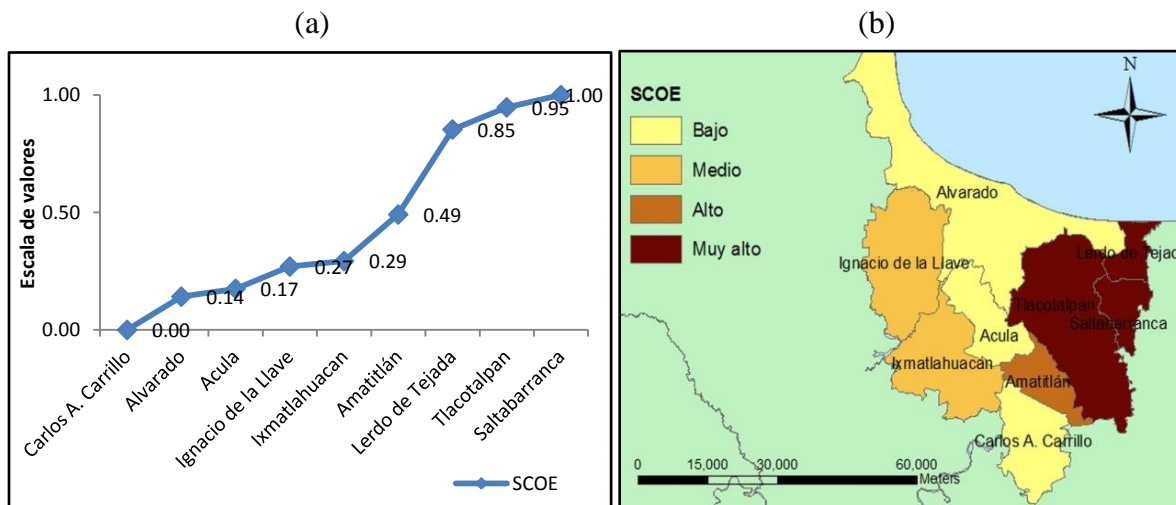 (a)
(b)
Escala de valores
1.00
0.50
0.00
0.00
0.14
0.17
0.27
0.29
0.49
0.85
0.95
1.00
Carlos A. Carrillo
Alvarado
Acula
Ignacio de la Llave
Ixmatlahuacan
Amatitlán
Lerdo de Tejada
Tlacotalpan
Saltabarranca
SCOE
SCOE
Bajo
Medio
Alto
Muy alto
N
Alvarado
Lerdo de Tejad
Ignacio de la Llave
Tlacotalpan
Saltabarranca
Acula
Ixmatlahuacan
Amatitlán
Carlos A. Carrillo
0 15,000 30,000 60,000
Meters